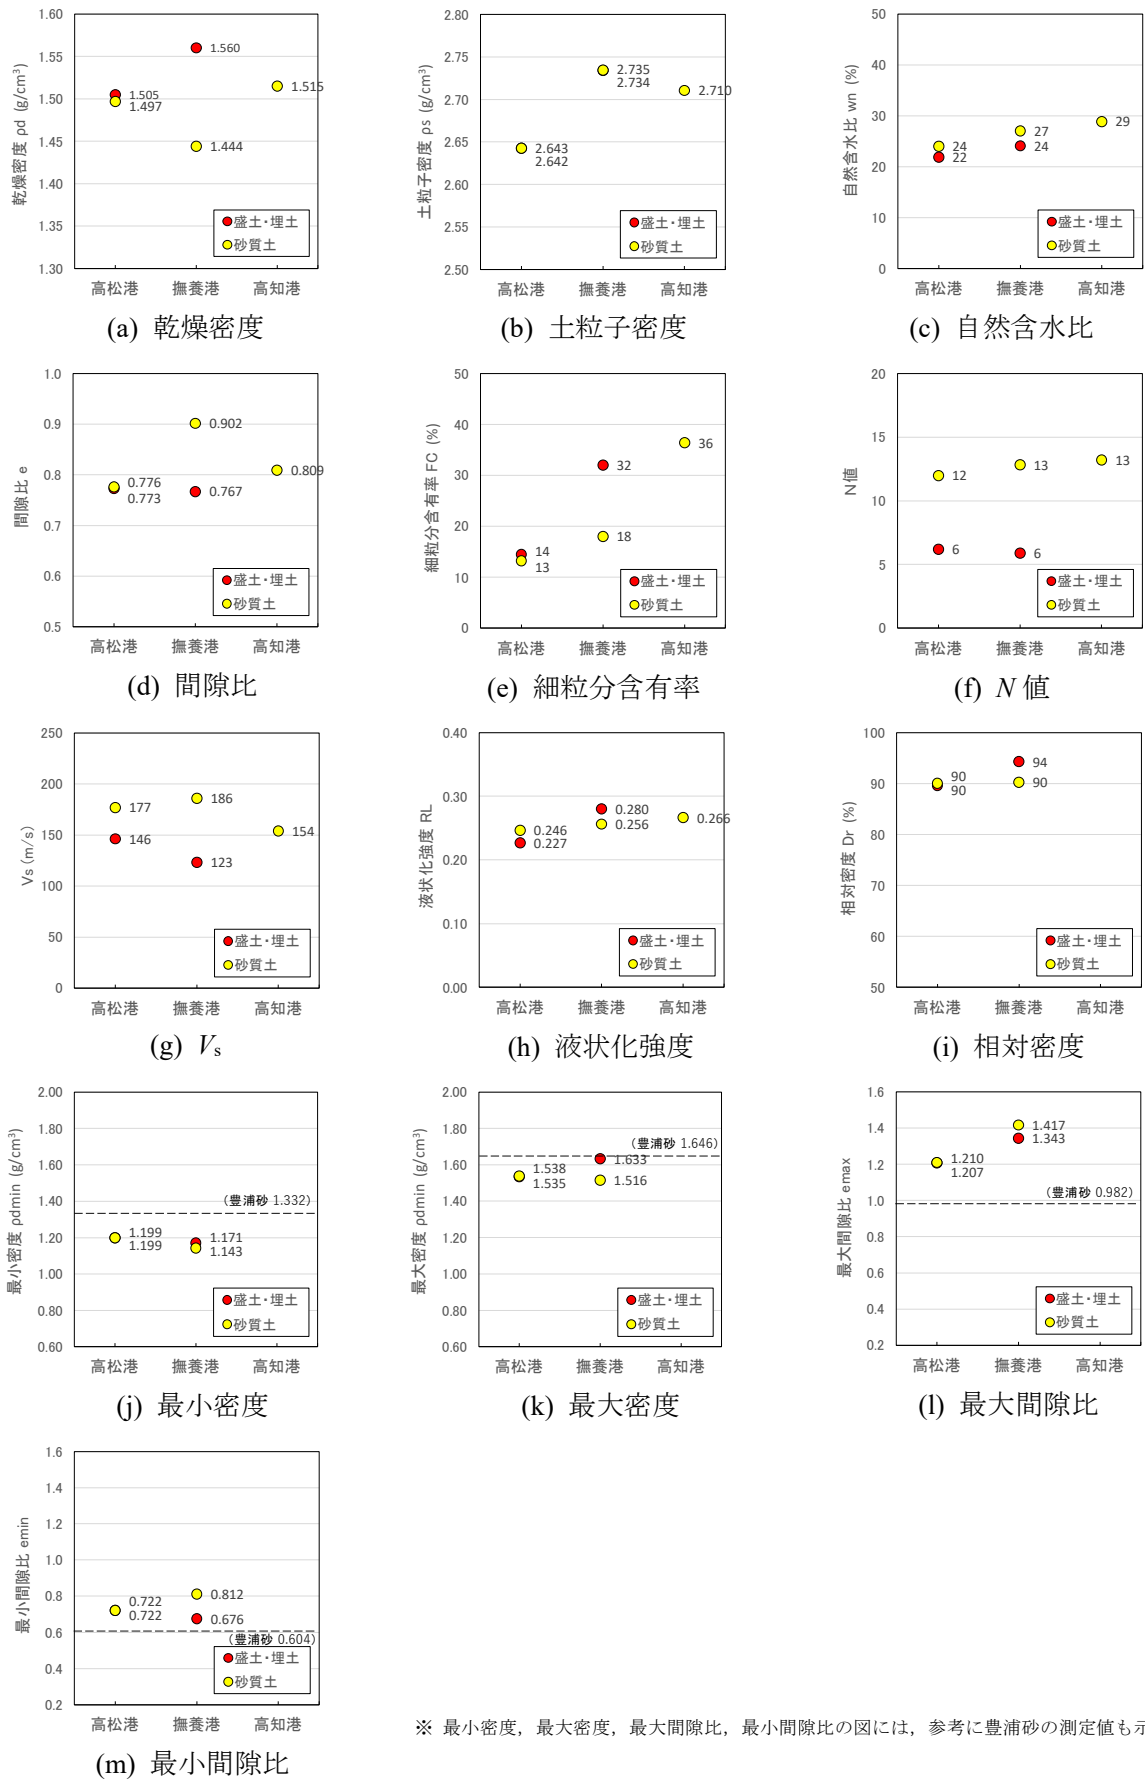 1.60
1.55
1.50
1.45
1.40
1.35
1.30
乾燥密度 ρd (g/cm³)
1.505
1.497
1.560
1.444
1.515
盛土・埋土
砂質土
高松港 撫養港 高知港
(a) 乾燥密度
2.80
2.75
2.70
2.65
2.60
2.55
2.50
土粒子密度 ρs (g/cm³)
2.643
2.642
2.735
2.734
2.710
盛土・埋土
砂質土
高松港 撫養港 高知港
(b) 土粒子密度
50
40
30
20
10
0
自然含水比 wn (%)
24
22
27
24
29
盛土・埋土
砂質土
高松港 撫養港 高知港
(c) 自然含水比
1.0
0.9
0.8
0.7
0.6
0.5
間隙比 e
0.776
0.773
0.902
0.767
0.809
盛土・埋土
砂質土
高松港 撫養港 高知港
(d) 間隙比
50
40
30
20
10
0
細粒分含有率 FC (%)
14
13
32
18
36
盛土・埋土
砂質土
高松港 撫養港 高知港
(e) 細粒分含有率
20
15
10
5
0
N値
12
6
13
6
13
盛土・埋土
砂質土
高松港 撫養港 高知港
(f) N 値
250
200
150
100
50
0
Vs (m/s)
177
146
186
123
154
盛土・埋土
砂質土
高松港 撫養港 高知港
(g) Vs
0.40
0.30
0.20
0.10
0.00
液状化強度 RL
0.246
0.227
0.280
0.256
0.266
盛土・埋土
砂質土
高松港 撫養港 高知港
(h) 液状化強度
100
90
80
70
60
50
相対密度 Dr (%)
90
90
94
90
盛土・埋土
砂質土
高松港 撫養港 高知港
(i) 相対密度
2.00
1.80
1.60
1.40
1.20
1.00
0.80
0.60
最小密度 ρdmin (g/cm³)
(豊浦砂 1.332)
1.199
1.199
1.171
1.143
盛土・埋土
砂質土
高松港 撫養港 高知港
(j) 最小密度
2.00
1.80
1.60
1.40
1.20
1.00
0.80
0.60
最大密度 ρdmin (g/cm³)
(豊浦砂 1.646)
1.538
1.535
1.633
1.516
盛土・埋土
砂質土
高松港 撫養港 高知港
(k) 最大密度
1.6
1.4
1.2
1.0
0.8
0.6
0.4
0.2
最大間隙比 emax
1.417
1.343
1.210
1.207
(豊浦砂 0.982)
盛土・埋土
砂質土
高松港 撫養港 高知港
(l) 最大間隙比
1.6
1.4
1.2
1.0
0.8
0.6
0.4
0.2
最小間隙比 emin
0.722
0.722
0.812
0.676
(豊浦砂 0.604)
盛土・埋土
砂質土
高松港 撫養港 高知港
(m) 最小間隙比
※ 最小密度，最大密度，最大間隙比，最小間隙比の図には，参考に豊浦砂の測定値も示